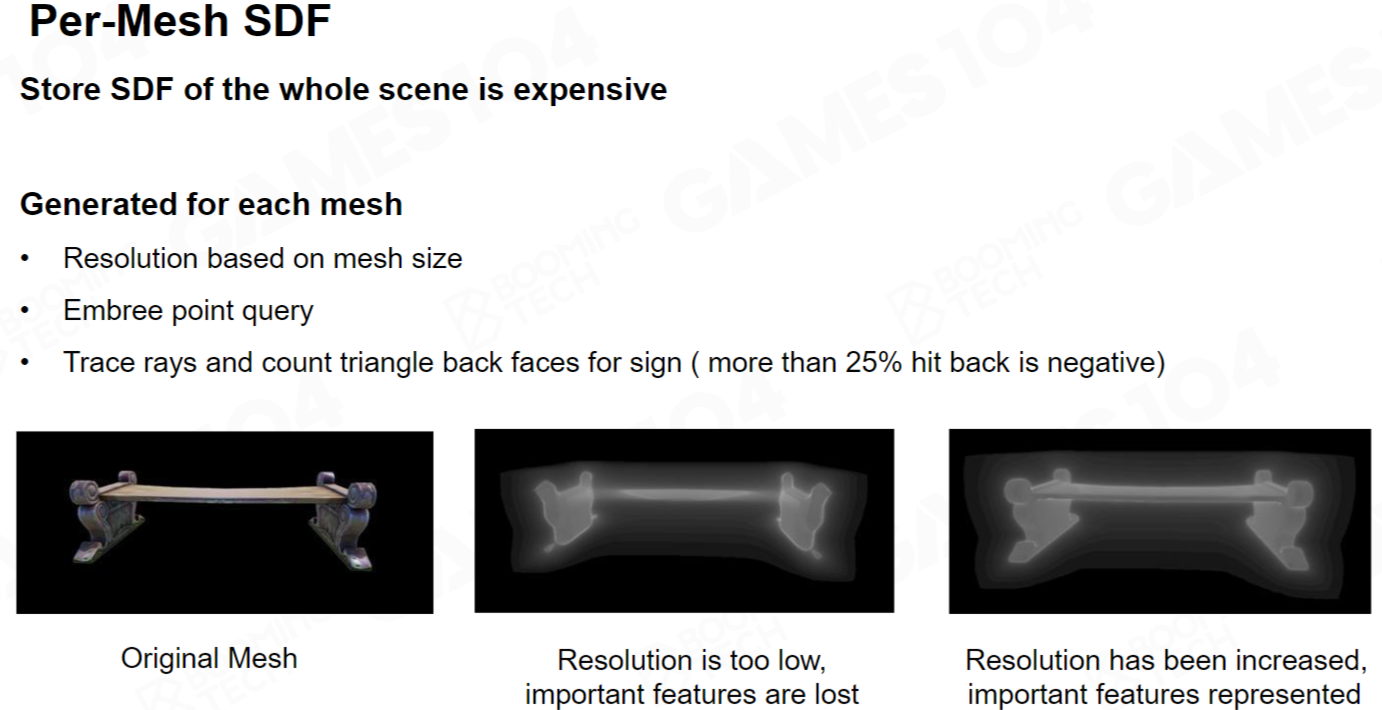 Per-Mesh SDF
Store SDF of the whole scene is expensive
Generated for each mesh
• Resolution based on mesh size
• Embree point query
• Trace rays and count triangle back faces for sign ( more than 25% hit back is negative)
Original Mesh
Resolution is too low,
important features are lost
Resolution has been increased,
important features represented
GAMES104
BOOMING
TECH